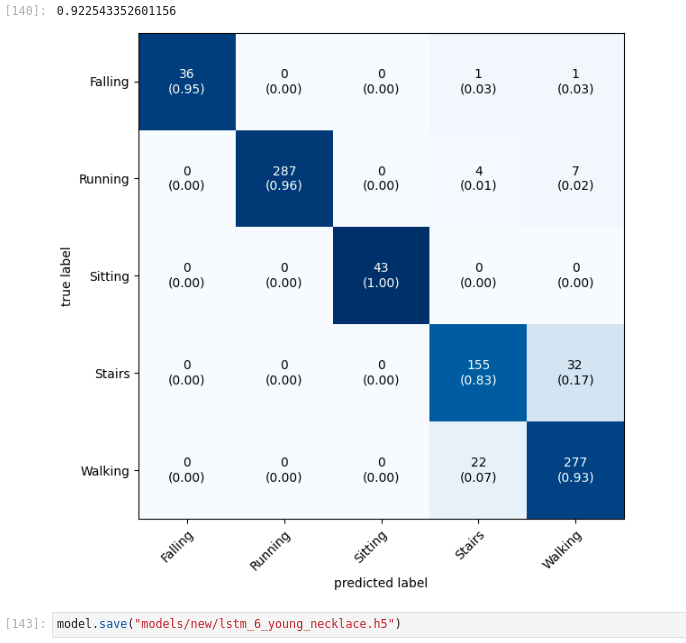 [140]: 0.922543352601156
Falling 36 0 0 1 1
(0.95) (0.00) (0.00) (0.03) (0.03)
Running 0 287 0 4 7
(0.00) (0.96) (0.00) (0.01) (0.02)
true label
Sitting 0 0 43 0 0
(0.00) (0.00) (1.00) (0.00) (0.00)
Stairs 0 0 0 155 32
(0.00) (0.00) (0.00) (0.83) (0.17)
Walking 0 0 0 22 277
(0.00) (0.00) (0.00) (0.07) (0.93)
Falling Running Sitting Stairs Walking
predicted label
[143]: model.save("models/new/lstm_6_young_necklace.h5")